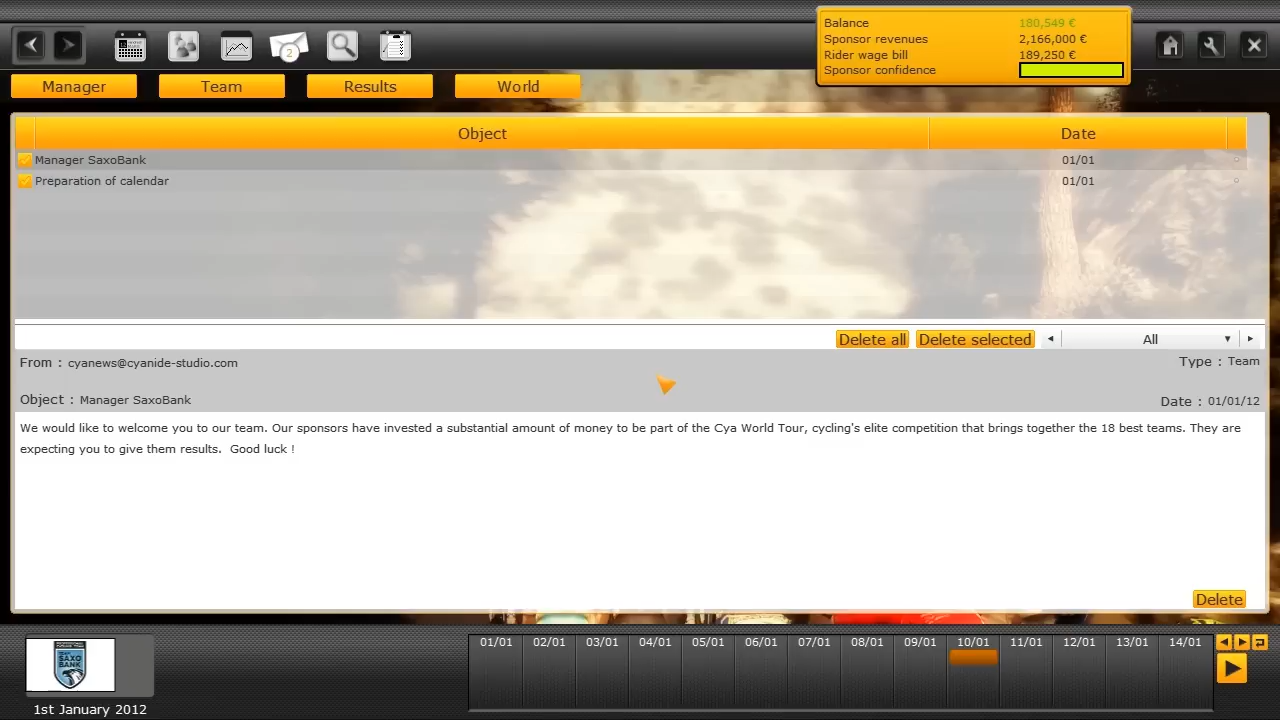 Balance 180,549 €
Sponsor revenues 2,166,000 €
Rider wage bill 189,250 €
Sponsor confidence
2
Manager Team Results World
Object Date
Manager SaxoBank 01/01
Preparation of calendar 01/01
Delete all Delete selected All
From : cyanews@cyanide-studio.com Type : Team
Object : Manager SaxoBank Date : 01/01/12
We would like to welcome you to our team. Our sponsors have invested a substantial amount of money to be part of the Cya World Tour, cycling's elite competition that brings together the 18 best teams. They are
expecting you to give them results.  Good luck !
Delete
01/01 02/01 03/01 04/01 05/01 06/01 07/01 08/01 09/01 10/01 11/01 12/01 13/01 14/01
SAXO
BANK
1st January 2012